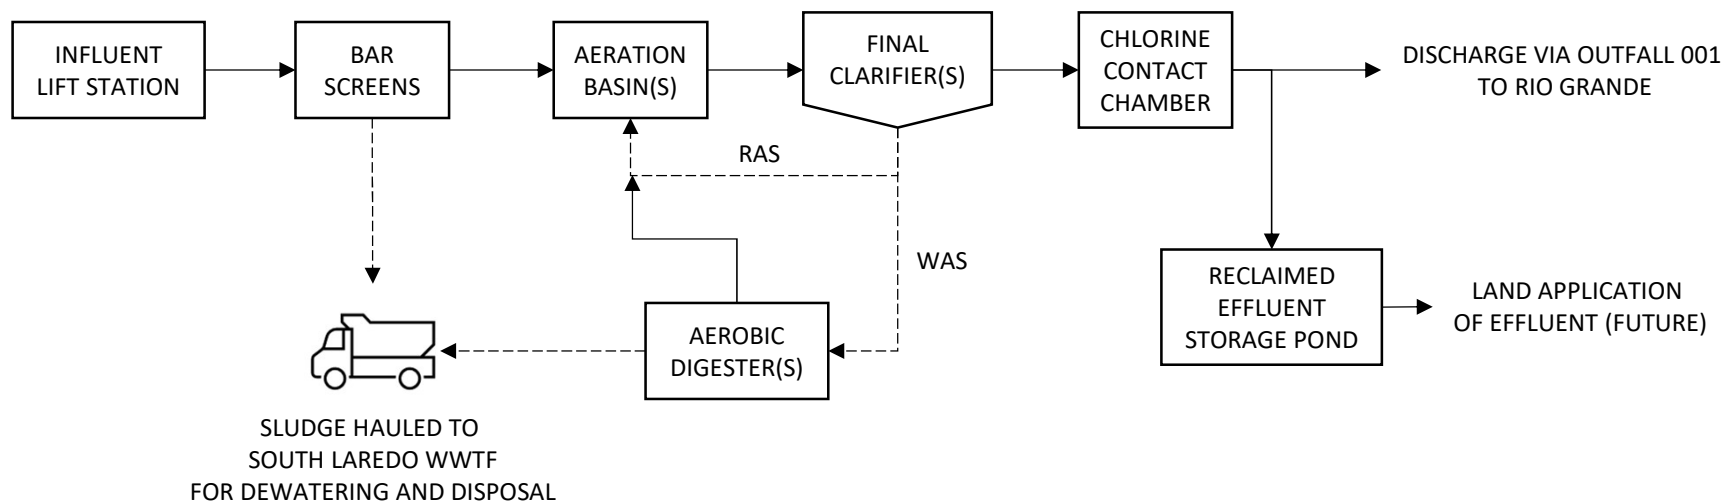 INFLUENT
LIFT STATION
BAR
SCREENS
AERATION
BASIN(S)
FINAL
CLARIFIER(S)
CHLORINE
CONTACT
CHAMBER
DISCHARGE VIA OUTFALL 001
TO RIO GRANDE
RAS
WAS
RECLAIMED
EFFLUENT
STORAGE POND
LAND APPLICATION
OF EFFLUENT (FUTURE)
AEROBIC
DIGESTER(S)
SLUDGE HAULED TO
SOUTH LAREDO WWTF
FOR DEWATERING AND DISPOSAL